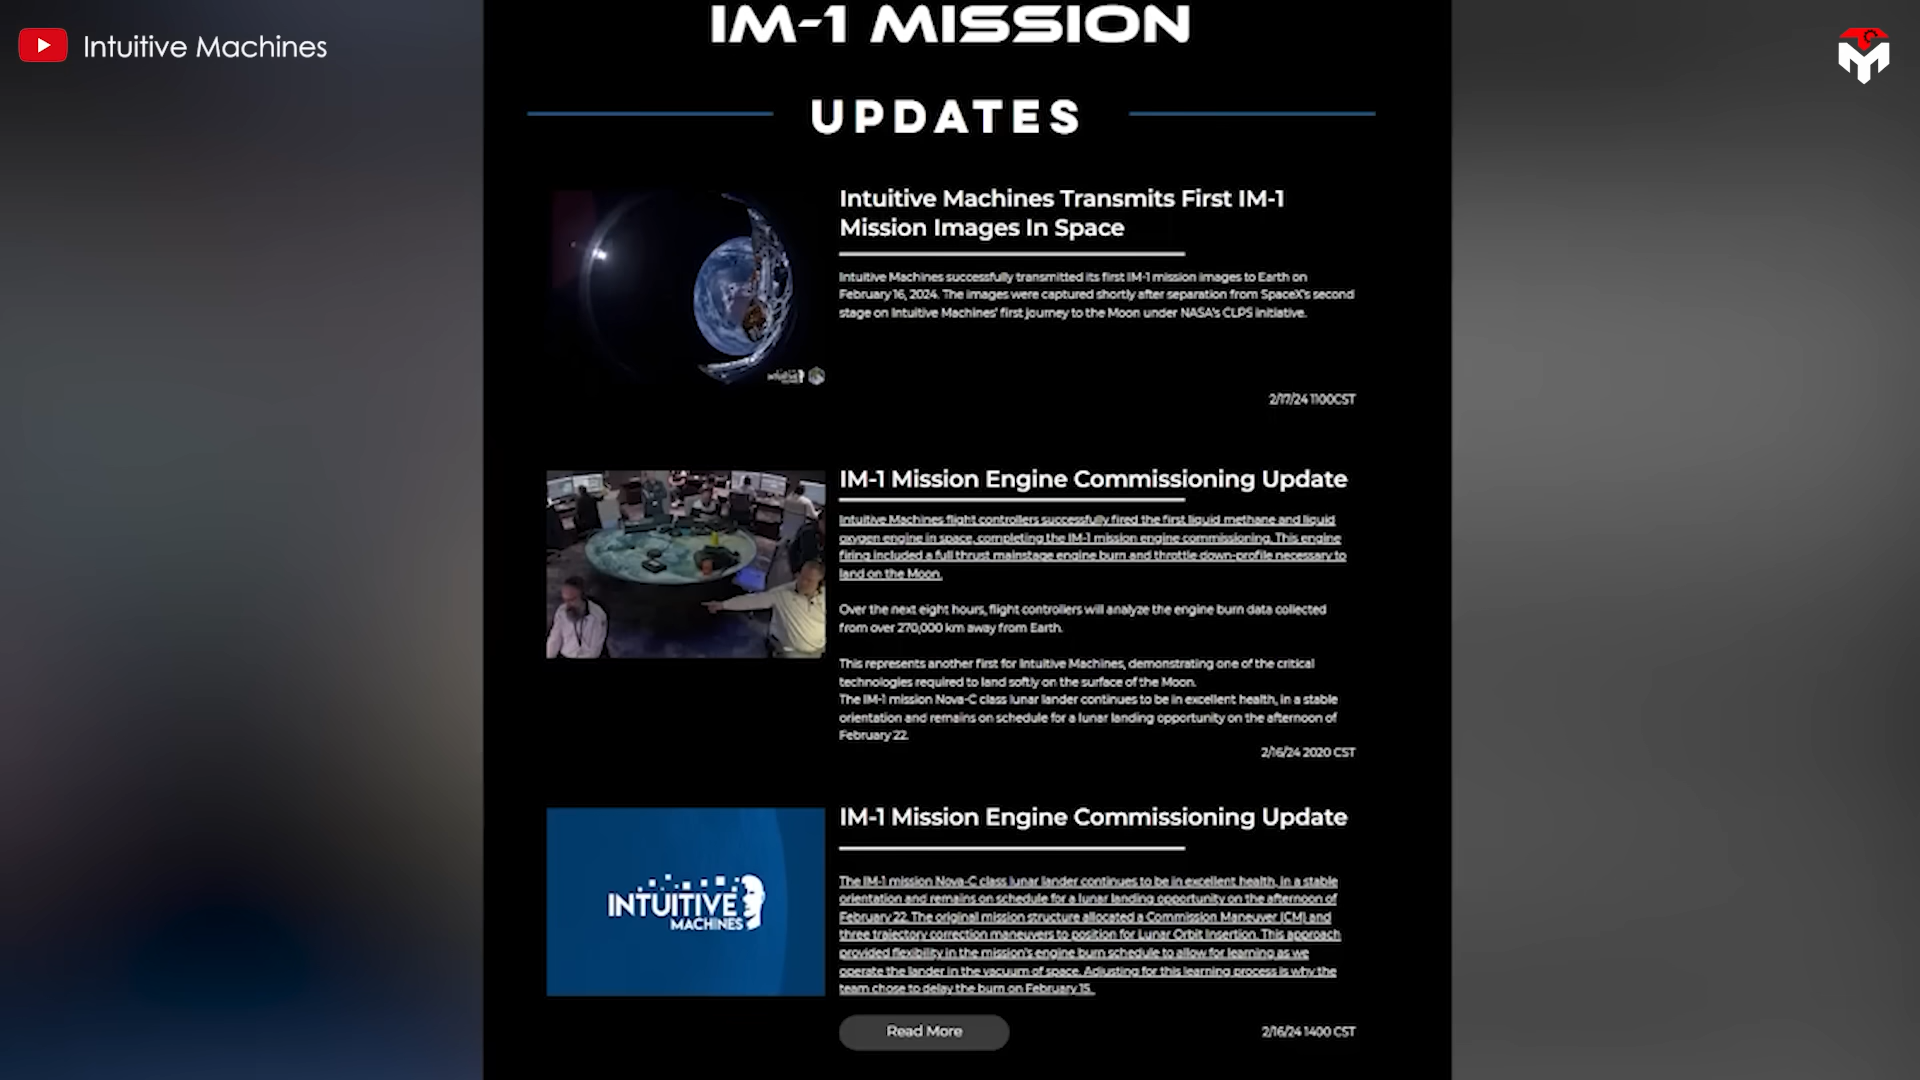 Intuitive Machines
IM-1 MISSION
UPDATES
Intuitive Machines Transmits First IM-1
Mission Images In Space
Intuitive Machines successfully transmitted its first IM-1 mission images to Earth on
February 16, 2024. The images were captured shortly after separation from SpaceX's second
stage on Intuitive Machines' first journey to the Moon under NASA's CLPS initiative.
INTUITIVE
MACHINES
2/17/24 1100CST
IM-1 Mission Engine Commissioning Update
Intuitive Machines flight controllers successfully fired the first liquid methane and liquid
oxygen engine in space, completing the IM-1 mission engine commissioning. This engine
firing included a full thrust mainstage engine burn and throttle down-profile necessary to
land on the Moon.
Over the next eight hours, flight controllers will analyze the engine burn data collected
from over 270,000 km away from Earth.
This represents another first for Intuitive Machines, demonstrating one of the critical
technologies required to land softly on the surface of the Moon.
The IM-1 mission Nova-C class lunar lander continues to be in excellent health, in a stable
orientation and remains on schedule for a lunar landing opportunity on the afternoon of
February 22.
2/16/24 2020 CST
IM-1 Mission Engine Commissioning Update
The IM-1 mission Nova-C class lunar lander continues to be in excellent health, in a stable
orientation and remains on schedule for a lunar landing opportunity on the afternoon of
February 22. The original mission structure allocated a Commission Maneuver (CM) and
three trajectory correction maneuvers to position for Lunar Orbit Insertion. This approach
provided flexibility in the mission's engine burn schedule to allow for learning as we
operate the lander in the vacuum of space. Adjusting for this learning process is why the
team chose to delay the burn on February 15.
INTUITIVE
MACHINES
Read More
2/16/24 1400 CST